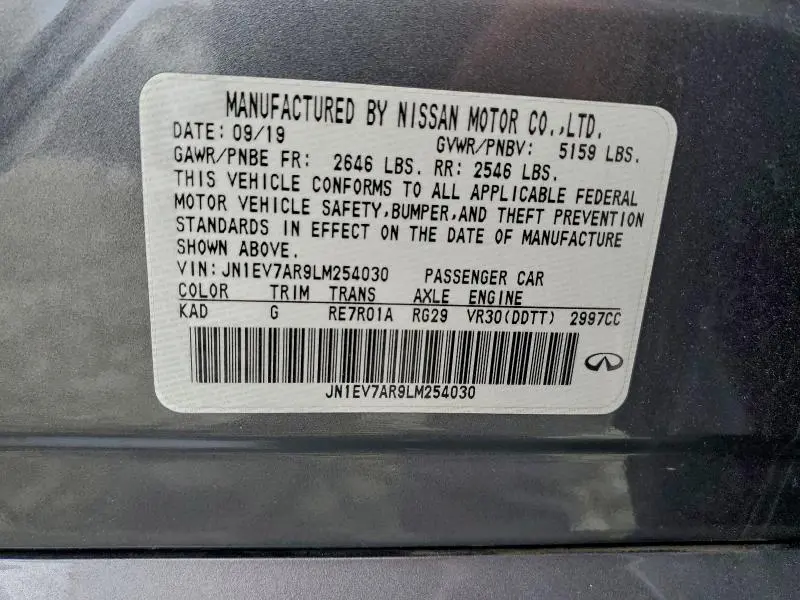 MANUFACTURED BY NISSAN MOTOR CO.,LTD.
DATE: 09/19 GVWR/PNBV: 5159 LBS.
GAWR/PNBE FR: 2646 LBS. RR: 2546 LBS.
THIS VEHICLE CONFORMS TO ALL APPLICABLE FEDERAL
MOTOR VEHICLE SAFETY,BUMPER,AND THEFT PREVENTION
STANDARDS IN EFFECT ON THE DATE OF MANUFACTURE
SHOWN ABOVE.
VIN: JN1EV7AR9LM254030 PASSENGER CAR
COLOR TRIM TRANS AXLE ENGINE
KAD G RE7R01A RG29 VR30(DDTT) 2997CC
JN1EV7AR9LM254030